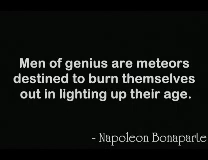 Men of genius are meteors
destined to burn themselves
out in lighting up their age.
- Napoleon Bonaparte